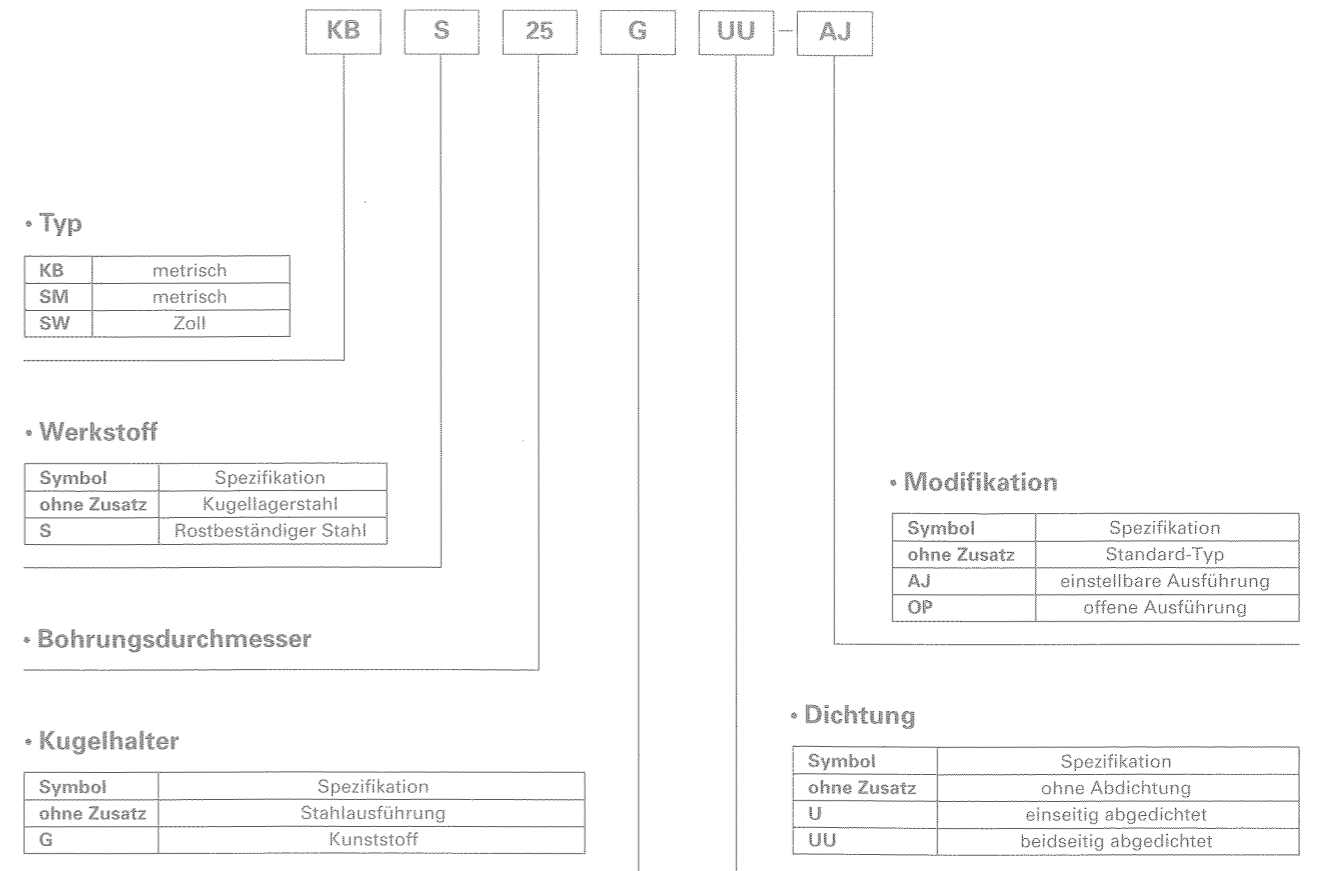 KB S 25 G UU – AJ
• Typ
KB metrisch
SM metrisch
SW Zoll
• Werkstoff
Symbol Spezifikation
ohne Zusatz Kugellagerstahl
S Rostbeständiger Stahl
• Bohrungsdurchmesser
• Kugelhalter
Symbol Spezifikation
ohne Zusatz Stahlausführung
G Kunststoff
• Modifikation
Symbol Spezifikation
ohne Zusatz Standard-Typ
AJ einstellbare Ausführung
OP offene Ausführung
• Dichtung
Symbol Spezifikation
ohne Zusatz ohne Abdichtung
U einseitig abgedichtet
UU beidseitig abgedichtet